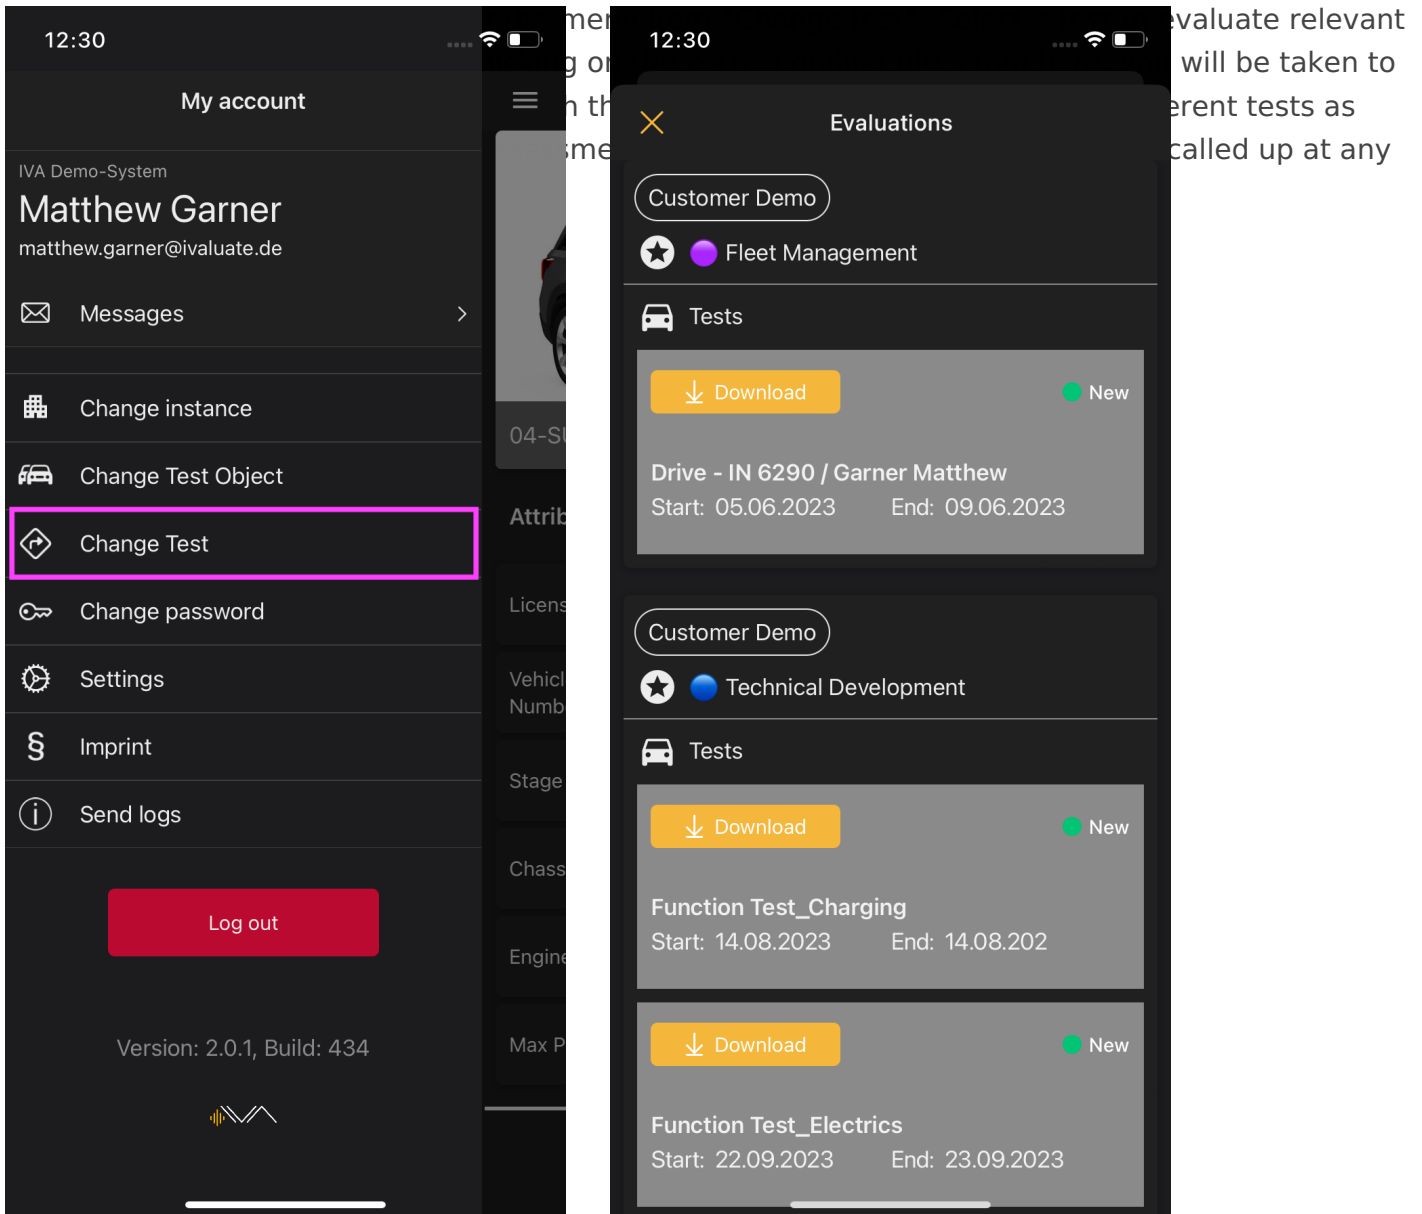 12:30
My account
IVA Demo-System
Matthew Garner
matthew.garner@ivaluate.de
Messages
Change instance
Change Test Object
Change Test
Change password
Settings
§ Imprint
Send logs
Log out
Version: 2.0.1, Build: 434
IVA
04-SU
Attrib
Licens
Vehicl
Numb
Stage
Chass
Engine
Max P
12:30
Evaluations
Customer Demo
Fleet Management
Tests
Download
New
Drive - IN 6290 / Garner Matthew
Start: 05.06.2023 End: 09.06.2023
Customer Demo
Technical Development
Tests
Download
New
Function Test_Charging
Start: 14.08.2023 End: 14.08.202
Download
New
Function Test_Electrics
Start: 22.09.2023 End: 23.09.2023
evaluate relevant
will be taken to
erent tests as
called up at any